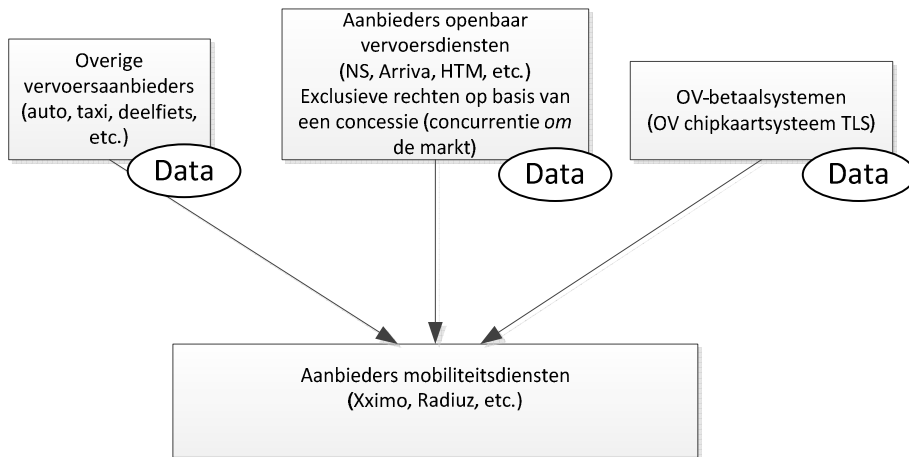 Overige
vervoersaanbieders
(auto, taxi, deelfiets,
etc.)
Data
Aanbieders openbaar
vervoersdiensten
(NS, Arriva, HTM, etc.)
Exclusieve rechten op basis van
een concessie (concurrentie om
de markt)
Data
OV-betaalsystemen
(OV chipkaartsysteem TLS)
Data
Aanbieders mobiliteitsdiensten
(Xximo, Radiuz, etc.)